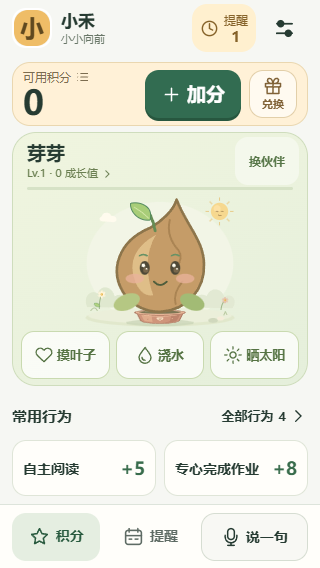 小
小禾
小小向前
提醒
1
可用积分
0
加分
兑换
芽芽
Lv.1 · 0 成长值
换伙伴
摸叶子
浇水
晒太阳
常用行为
全部行为 4
自主阅读 +5
专心完成作业 +8
积分
提醒
说一句